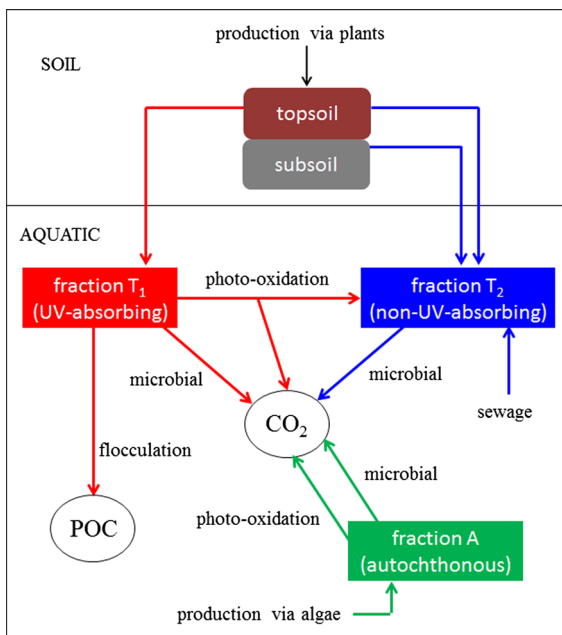 production via plants
SOIL
topsoil
subsoil
AQUATIC
fraction T₁
(UV-absorbing)
photo-oxidation
fraction T₂
(non-UV-absorbing)
microbial
microbial
sewage
CO₂
flocculation
microbial
POC
photo-oxidation
fraction A
(autochthonous)
production via algae